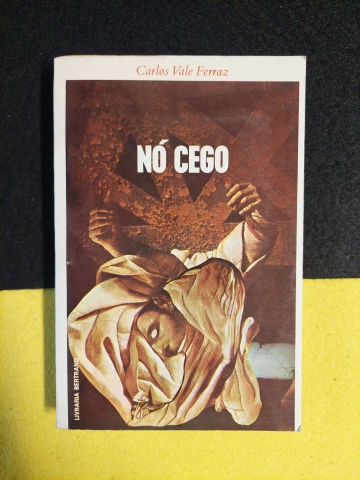 Carlos Vale Ferraz
NÓ CEGO
LIVRARIA BERTRAND